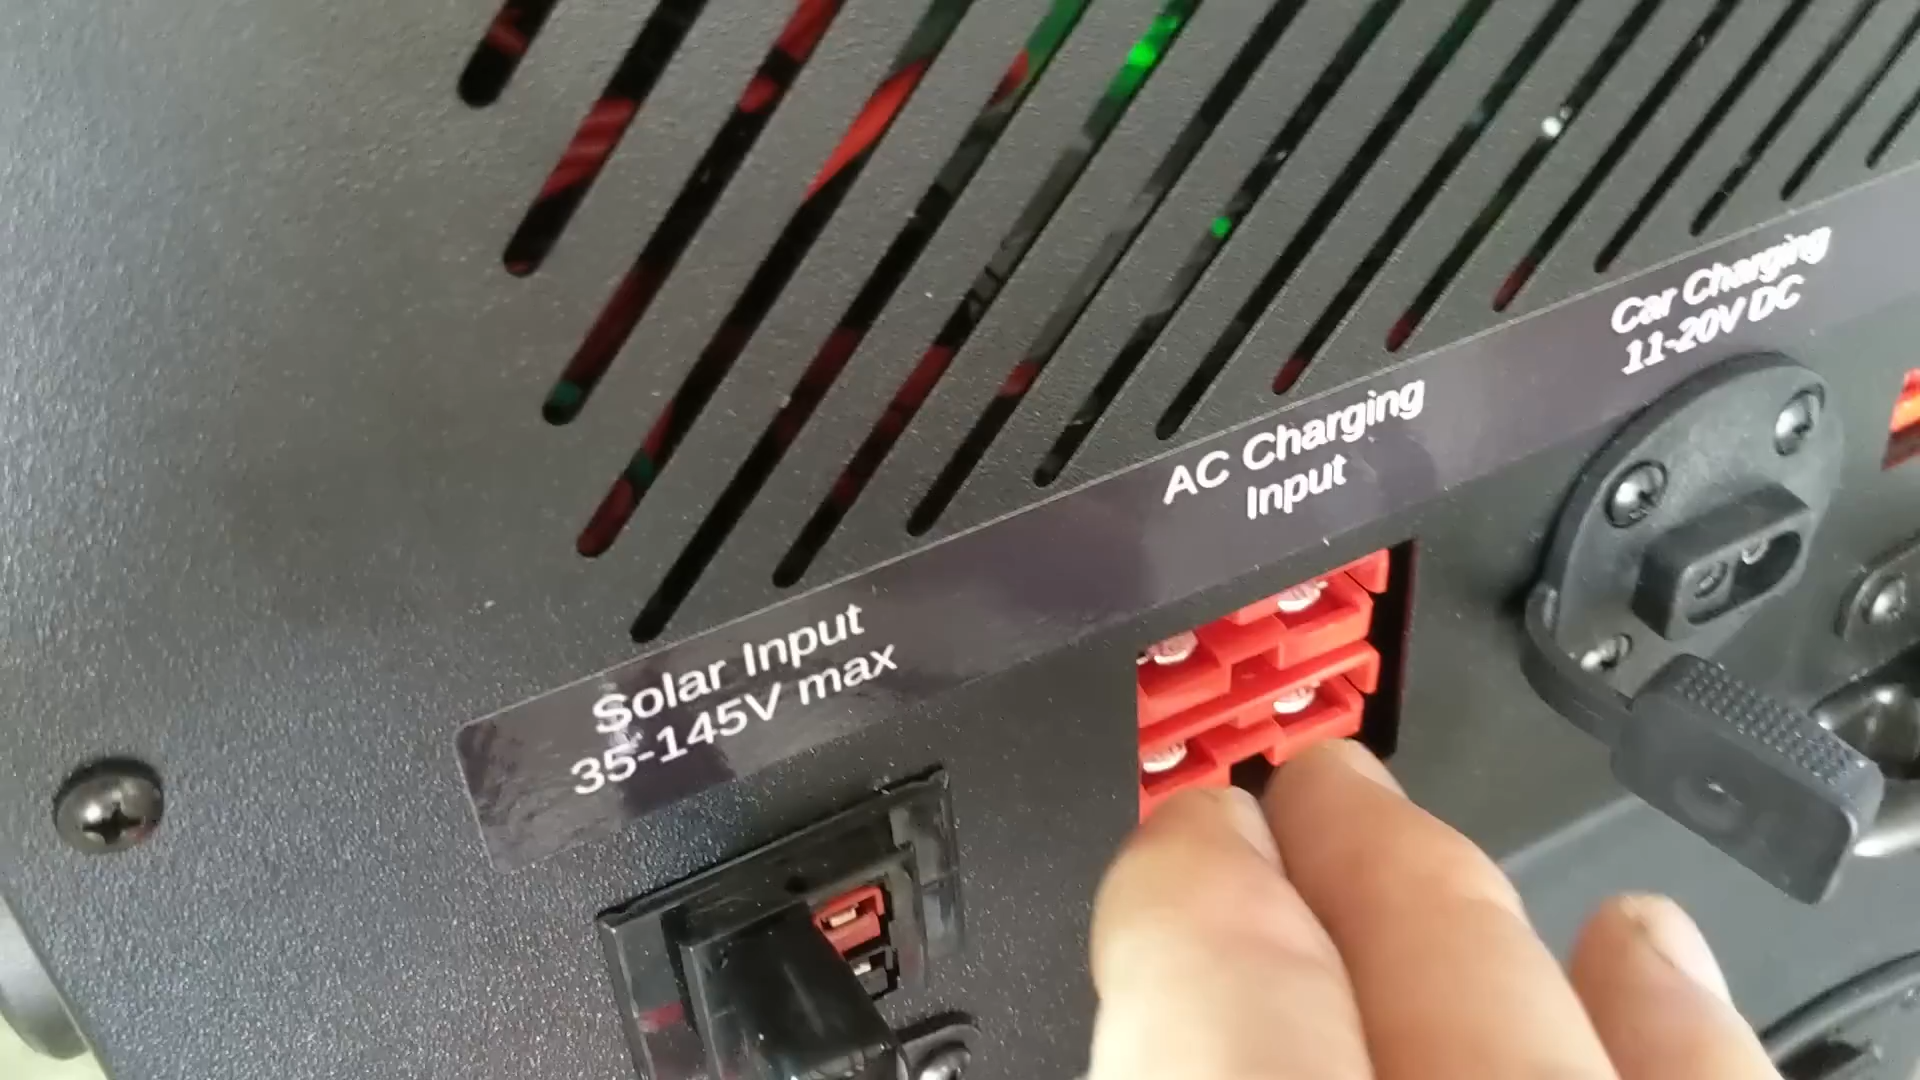 Solar Input
35-145V max
AC Charging
Input
Car Charging
11-20V DC